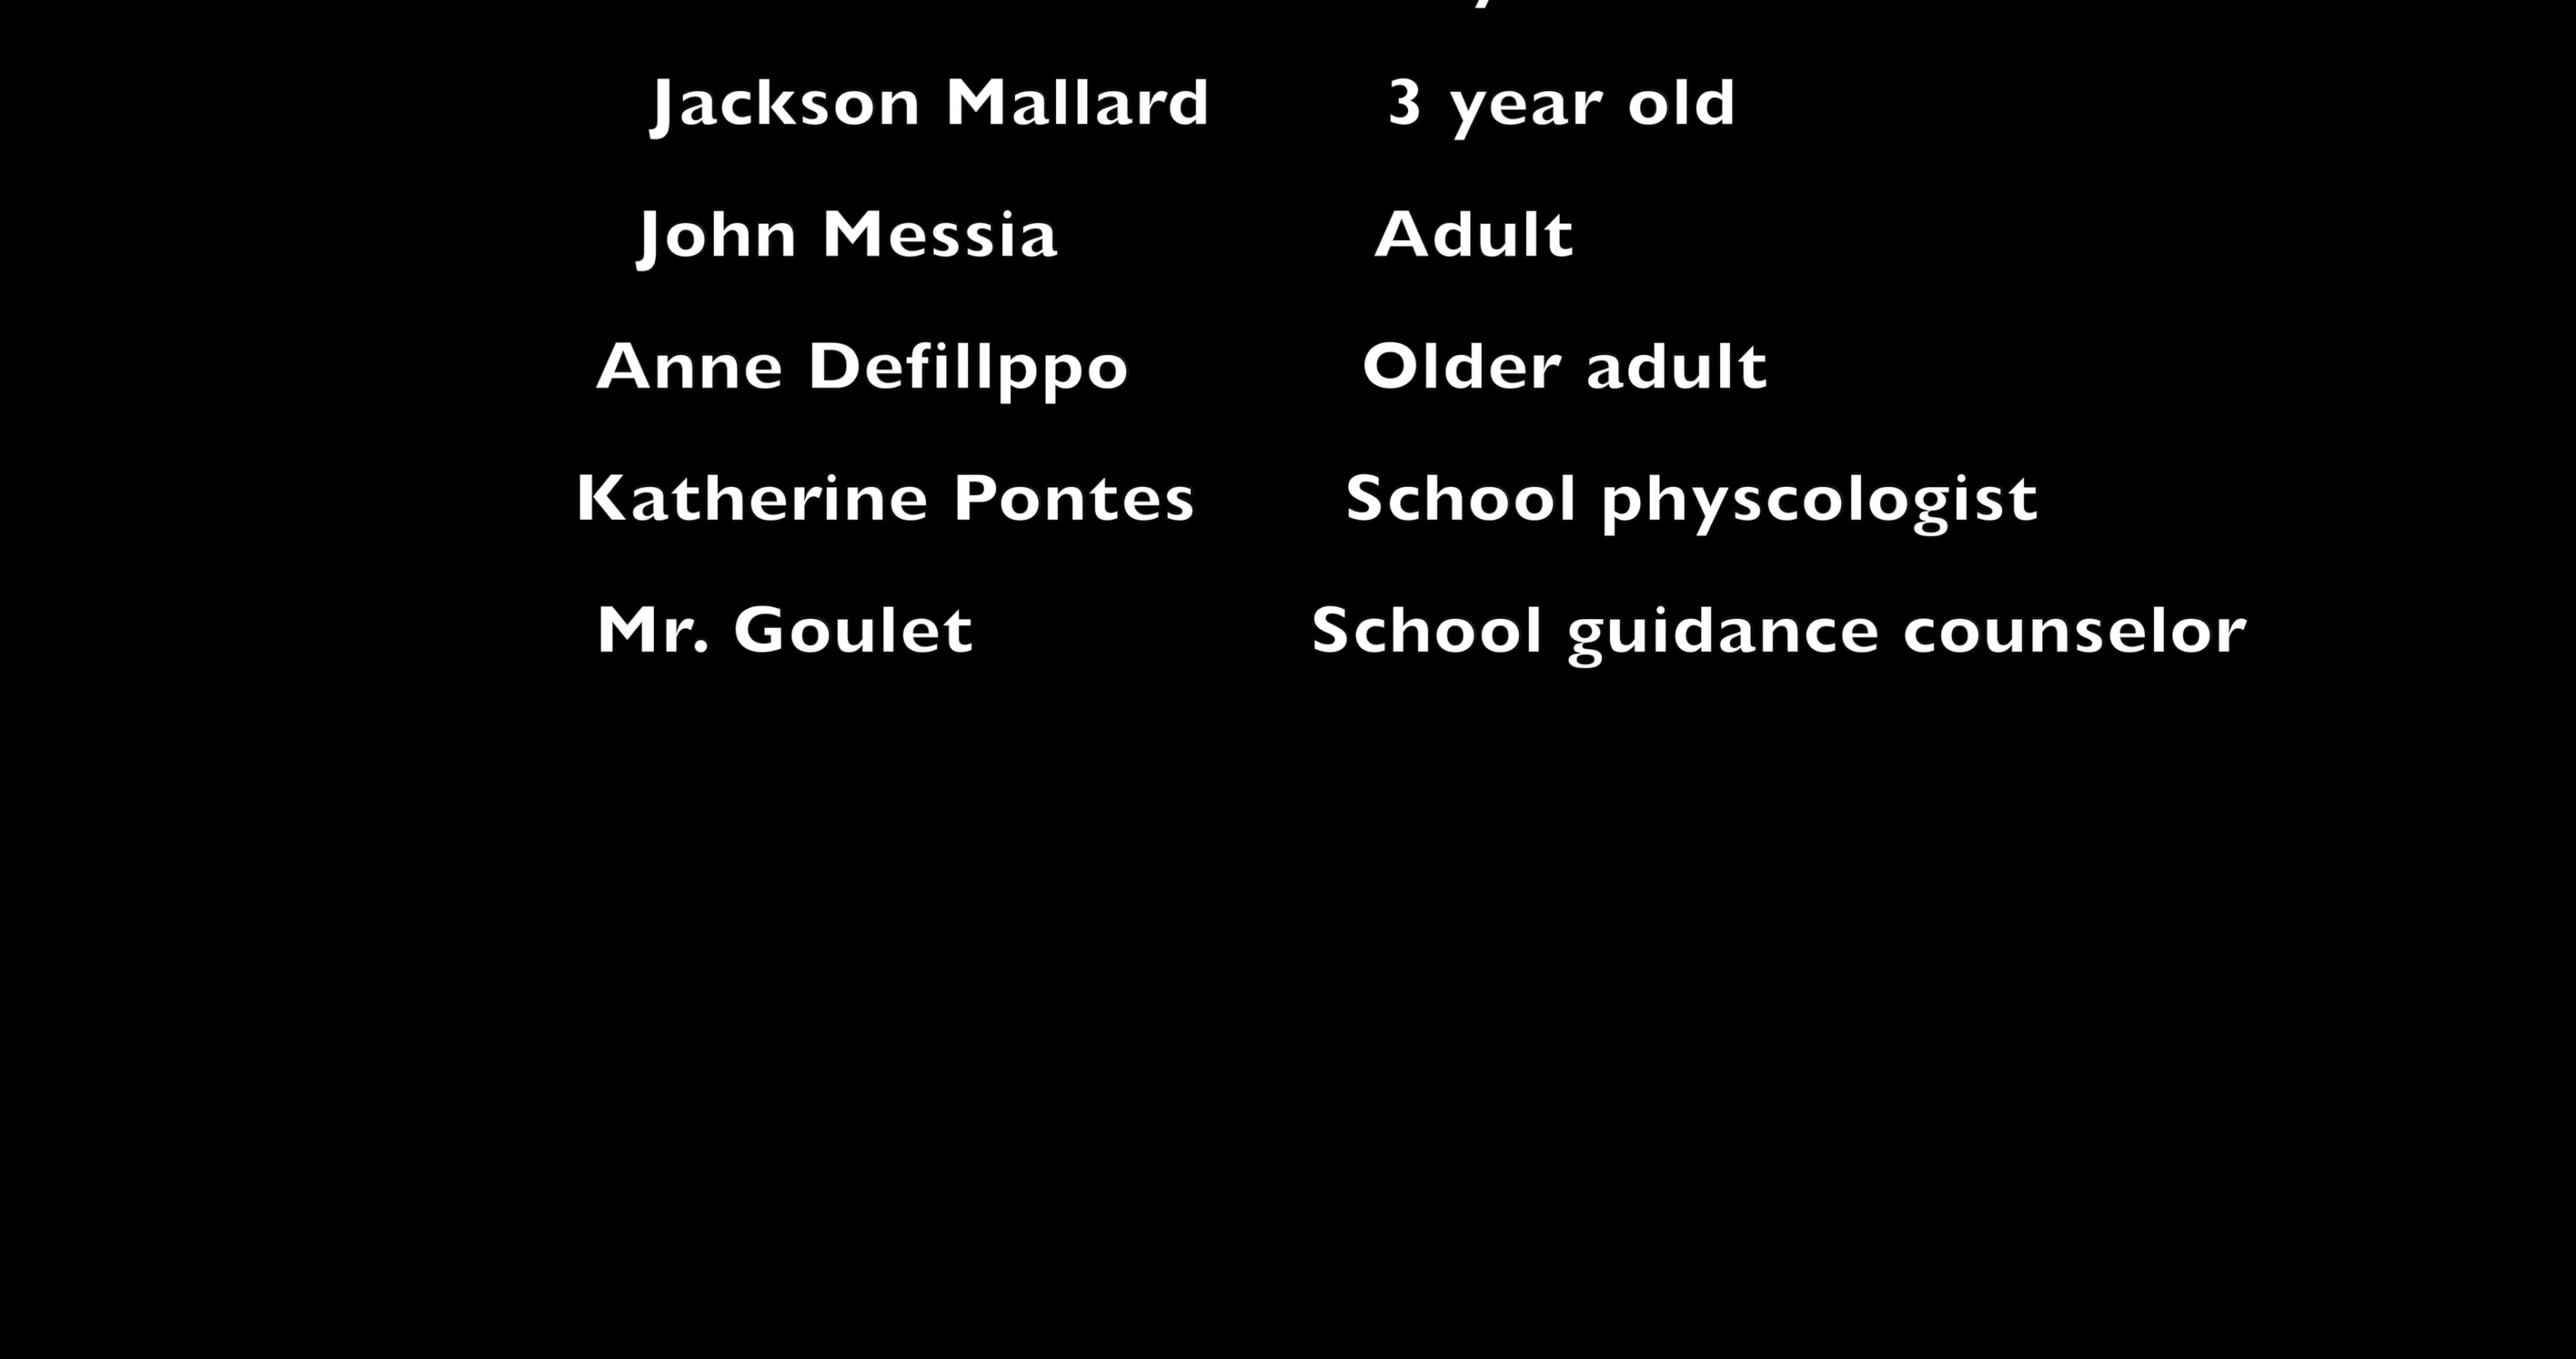 Jackson Mallard 3 year old
John Messia Adult
Anne Defillppo Older adult
Katherine Pontes School physcologist
Mr. Goulet School guidance counselor